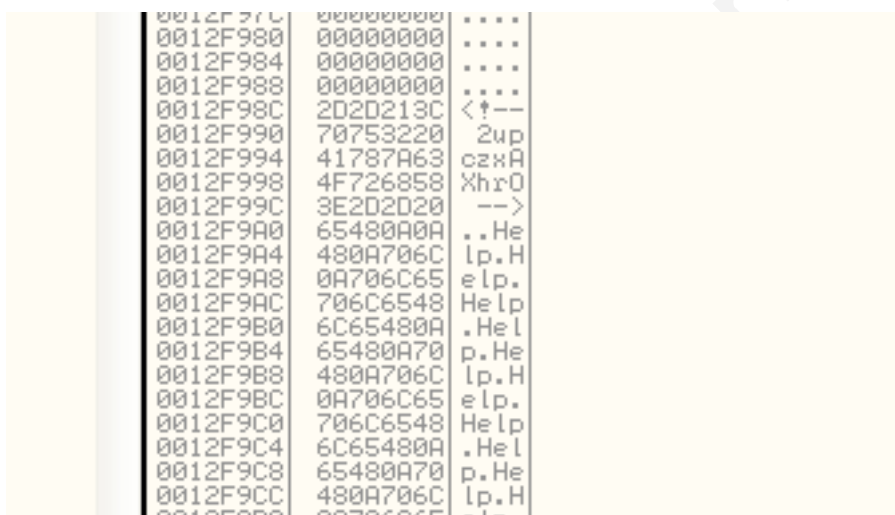 0012F97C 00000000 ....
0012F980 00000000 ....
0012F984 00000000 ....
0012F988 00000000 ....
0012F98C 2D2D213C <!--
0012F990 70753220 2up
0012F994 41787A63 czxA
0012F998 4F726858 XhrO
0012F99C 3E2D2D20 -->
0012F9A0 65480A0A ..He
0012F9A4 480A706C lp.H
0012F9A8 0A706C65 elp.
0012F9AC 706C6548 Help
0012F9B0 6C65480A .Hel
0012F9B4 65480A70 p.He
0012F9B8 480A706C lp.H
0012F9BC 0A706C65 elp.
0012F9C0 706C6548 Help
0012F9C4 6C65480A .Hel
0012F9C8 65480A70 p.He
0012F9CC 480A706C lp.H